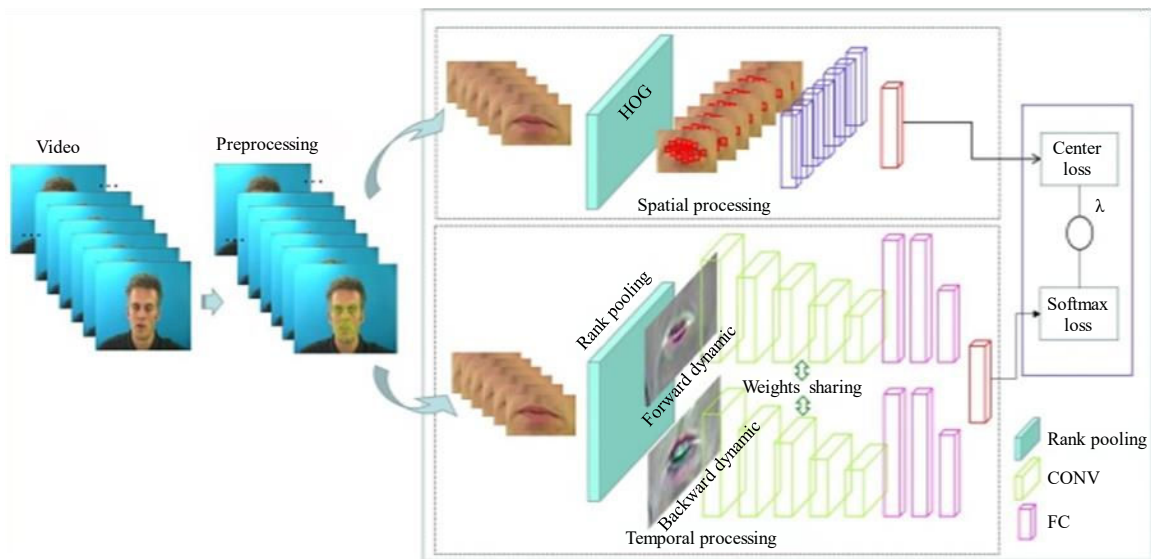 Video
Preprocessing
HOG
Spatial processing
Center
loss
λ
Softmax
loss
Rank pooling
Forward dynamic
Weights sharing
Backward dynamic
Temporal processing
Rank pooling
CONV
FC